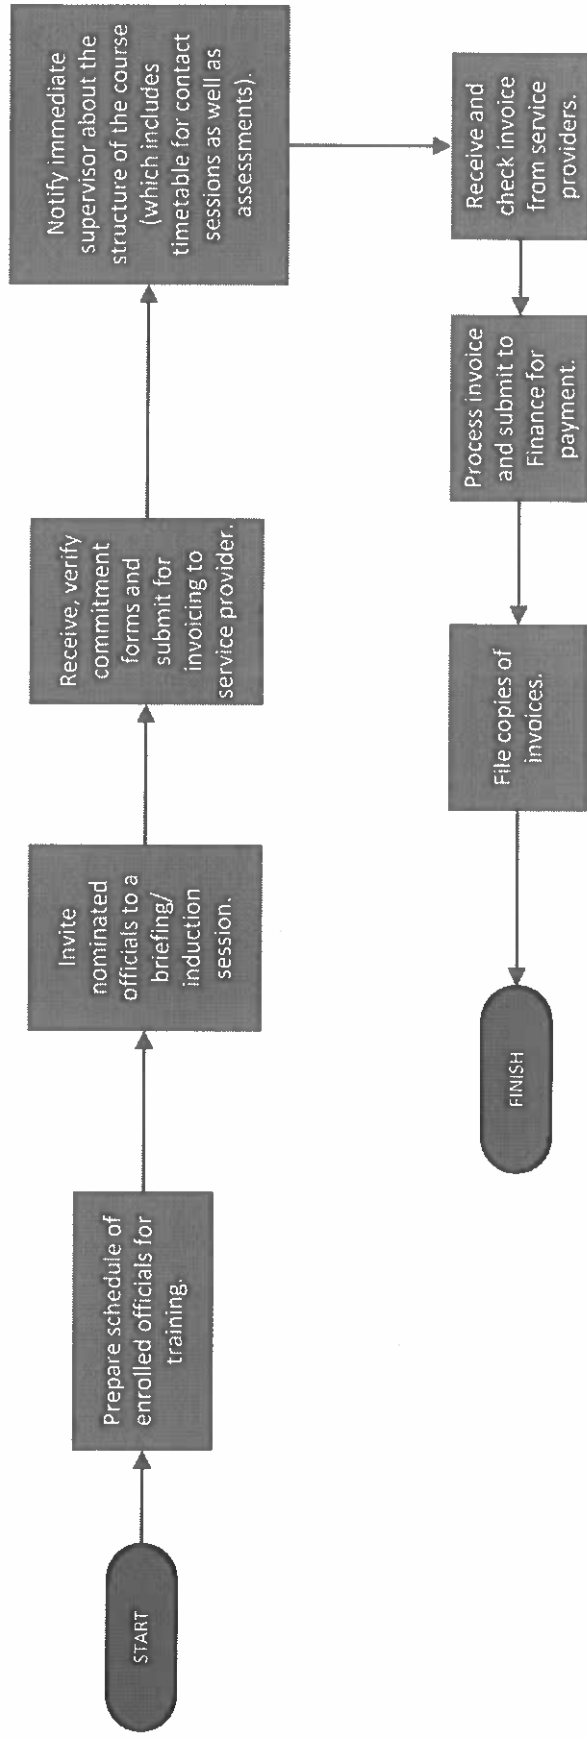 START
Prepare schedule of
enrolled officials for
training.
Invite
nominated
officials to a
briefing/
induction
session.
Receive, verify
commitment
forms and
submit for
invoicing to
service provider.
Notify immediate
supervisor about the
structure of the course
(which includes
timetable for contact
sessions as well as
assessments).
Receive and
check invoice
from service
providers.
Process invoice
and submit to
Finance for
payment.
File copies of
invoices.
FINISH